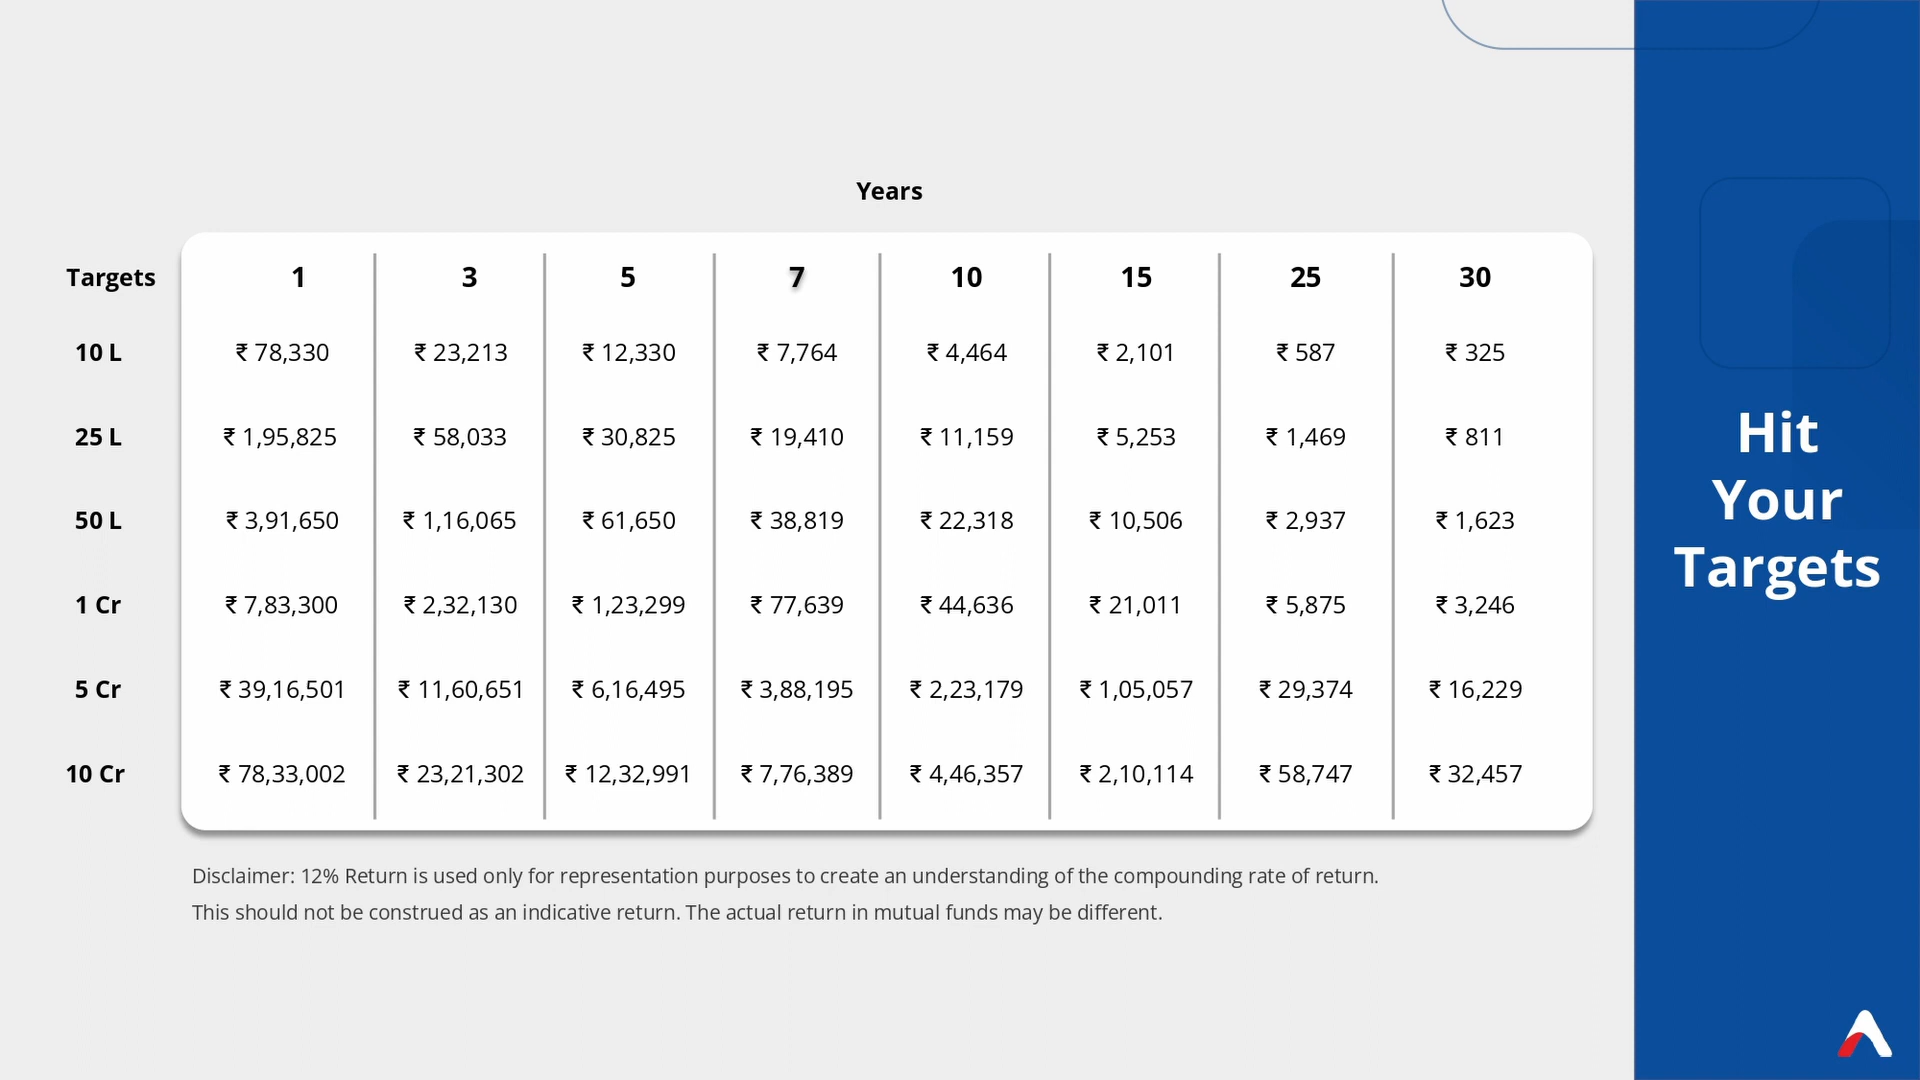 Years
Targets 1 3 5 7 10 15 25 30
10 L ₹ 78,330 ₹ 23,213 ₹ 12,330 ₹ 7,764 ₹ 4,464 ₹ 2,101 ₹ 587 ₹ 325
25 L ₹ 1,95,825 ₹ 58,033 ₹ 30,825 ₹ 19,410 ₹ 11,159 ₹ 5,253 ₹ 1,469 ₹ 811
50 L ₹ 3,91,650 ₹ 1,16,065 ₹ 61,650 ₹ 38,819 ₹ 22,318 ₹ 10,506 ₹ 2,937 ₹ 1,623
1 Cr ₹ 7,83,300 ₹ 2,32,130 ₹ 1,23,299 ₹ 77,639 ₹ 44,636 ₹ 21,011 ₹ 5,875 ₹ 3,246
5 Cr ₹ 39,16,501 ₹ 11,60,651 ₹ 6,16,495 ₹ 3,88,195 ₹ 2,23,179 ₹ 1,05,057 ₹ 29,374 ₹ 16,229
10 Cr ₹ 78,33,002 ₹ 23,21,302 ₹ 12,32,991 ₹ 7,76,389 ₹ 4,46,357 ₹ 2,10,114 ₹ 58,747 ₹ 32,457
Disclaimer: 12% Return is used only for representation purposes to create an understanding of the compounding rate of return.
This should not be construed as an indicative return. The actual return in mutual funds may be different.
Hit
Your
Targets